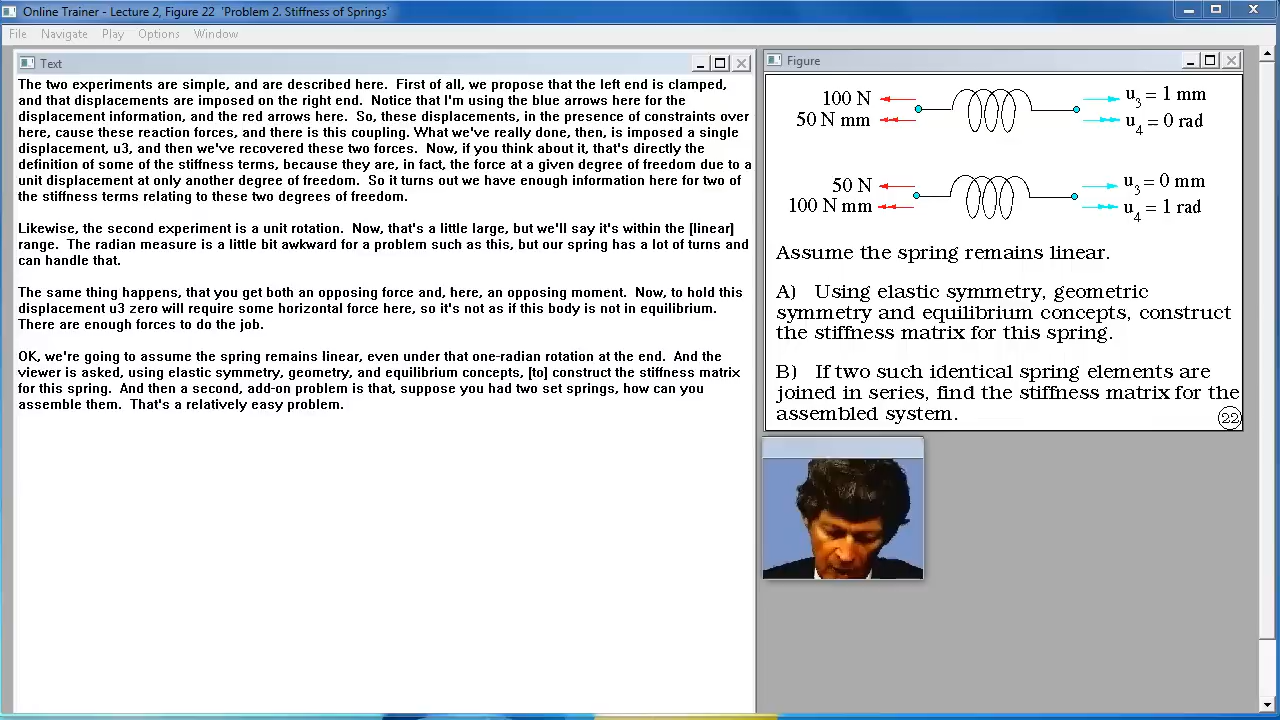 Online Trainer - Lecture 2, Figure 22 'Problem 2. Stiffness of Springs'
File Navigate Play Options Window
Text
The two experiments are simple, and are described here. First of all, we propose that the left end is clamped,
and that displacements are imposed on the right end. Notice that I'm using the blue arrows here for the
displacement information, and the red arrows here. So, these displacements, in the presence of constraints over
here, cause these reaction forces, and there is this coupling. What we've really done, then, is imposed a single
displacement, u3, and then we've recovered these two forces. Now, if you think about it, that's directly the
definition of some of the stiffness terms, because they are, in fact, the force at a given degree of freedom due to a
unit displacement at only another degree of freedom. So it turns out we have enough information here for two of
the stiffness terms relating to these two degrees of freedom.
Likewise, the second experiment is a unit rotation. Now, that's a little large, but we'll say it's within the [linear]
range. The radian measure is a little bit awkward for a problem such as this, but our spring has a lot of turns and
can handle that.
The same thing happens, that you get both an opposing force and, here, an opposing moment. Now, to hold this
displacement u3 zero will require some horizontal force here, so it's not as if this body is not in equilibrium.
There are enough forces to do the job.
OK, we're going to assume the spring remains linear, even under that one-radian rotation at the end. And the
viewer is asked, using elastic symmetry, geometry, and equilibrium concepts, [to] construct the stiffness matrix
for this spring. And then a second, add-on problem is that, suppose you had two set springs, how can you
assemble them. That's a relatively easy problem.
Figure
100 N u3 = 1 mm
50 N mm u4 = 0 rad
50 N u3 = 0 mm
100 N mm u4 = 1 rad
Assume the spring remains linear.
A) Using elastic symmetry, geometric
symmetry and equilibrium concepts, construct
the stiffness matrix for this spring.
B) If two such identical spring elements are
joined in series, find the stiffness matrix for the
assembled system.
22